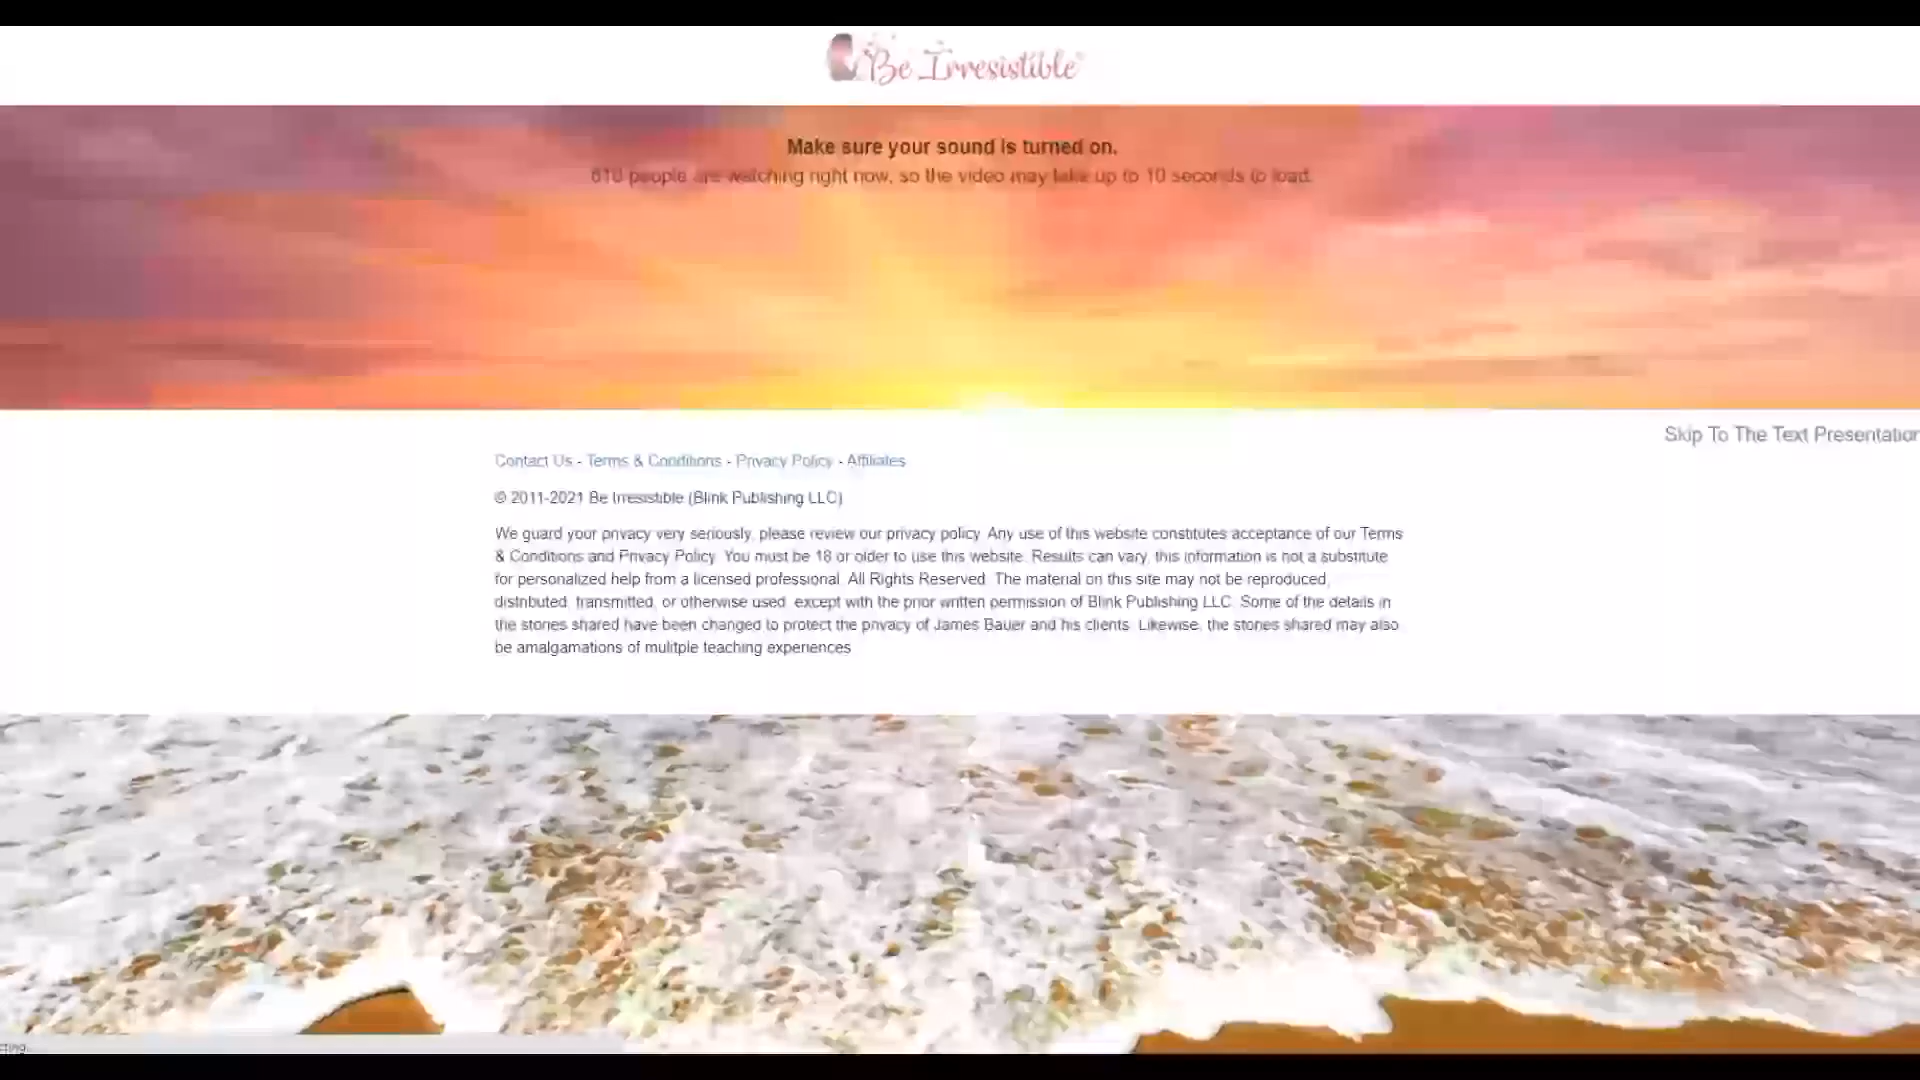 Be Irresistible
Make sure your sound is turned on.
people are watching right now, so the video may take up to 10 seconds to load.
Skip To The Text Presentation
Contact Us - Terms & Conditions - Privacy Policy - Affiliates
© 2011-2021 Be Irresistible (Blink Publishing LLC)
We guard your privacy very seriously, please review our privacy policy. Any use of this website constitutes acceptance of our Terms
& Conditions and Privacy Policy. You must be 18 or older to use this website. Results can vary, this information is not a substitute
for personalized help from a licensed professional. All Rights Reserved. The material on this site may not be reproduced,
distributed, transmitted, or otherwise used, except with the prior written permission of Blink Publishing LLC. Some of the details in
the stories shared have been changed to protect the privacy of James Bauer and his clients. Likewise, the stories shared may also
be amalgamations of mulitple teaching experiences